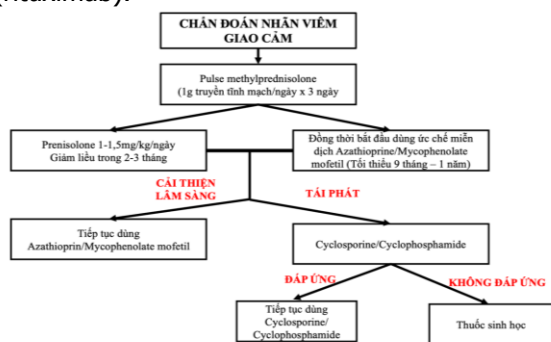 (rituximab).
CHẨN ĐOÁN NHÃN VIÊM
GIAO CẢM
Pulse methylprednisolone
(1g truyền tĩnh mạch/ngày x 3 ngày
Prenisolone 1-1,5mg/kg/ngày
Giảm liều trong 2-3 tháng
Đồng thời bắt đầu dùng ức chế miễn
dịch Azathioprine/Mycophenolate
mofetil (Tối thiểu 9 tháng – 1 năm)
CẢI THIỆN
LÂM SÀNG
TÁI PHÁT
Tiếp tục dùng
Azathioprin/Mycophenolate mofetil
Cyclosporine/Cyclophosphamide
ĐÁP ỨNG
KHÔNG ĐÁP ỨNG
Tiếp tục dùng
Cyclosporine/
Cyclophosphamide
Thuốc sinh học